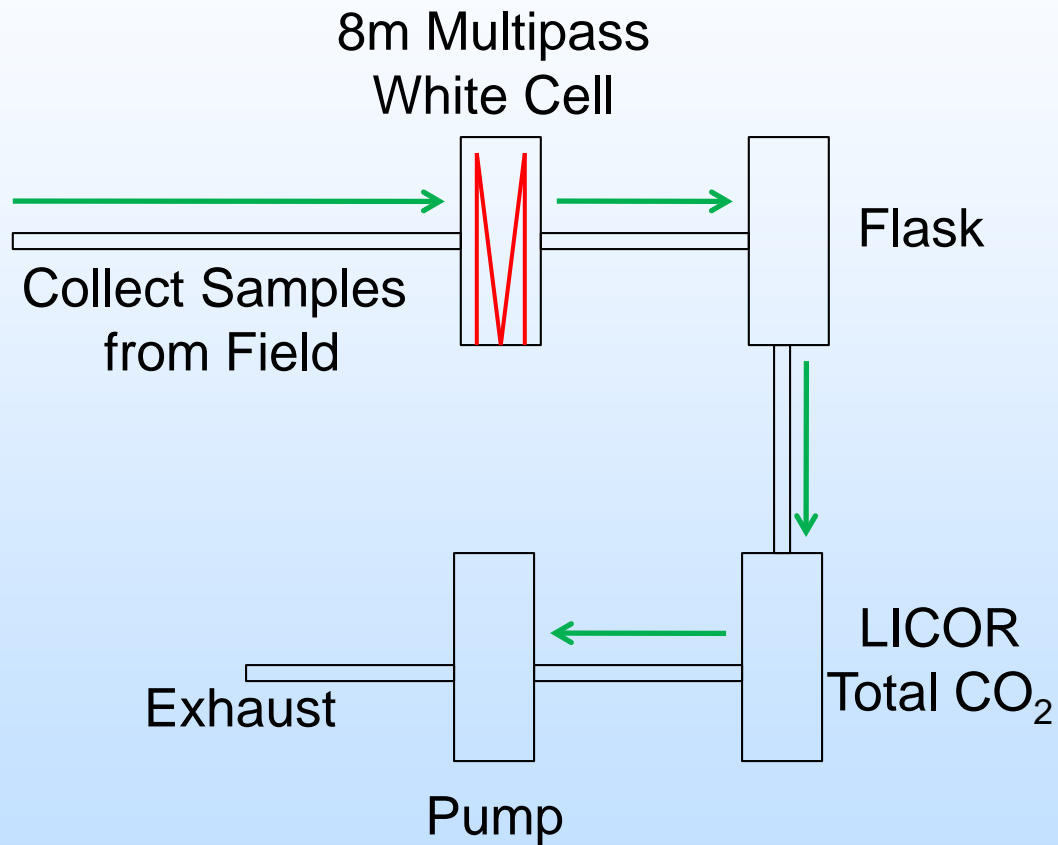 8m Multipass
White Cell
Flask
Collect Samples
from Field
LICOR
Total CO₂
Exhaust
Pump